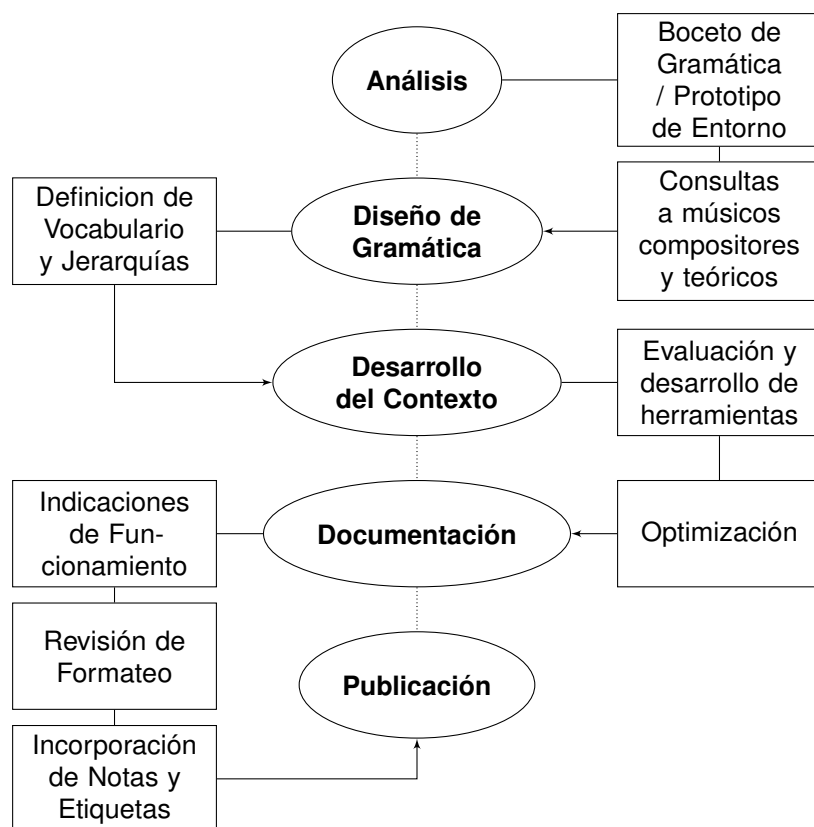 Análisis
Boceto de
Gramática
/ Prototipo
de Entorno
Definicion de
Vocabulario
y Jerarquías
Diseño de
Gramática
Consultas
a músicos
compositores
y teóricos
Desarrollo
del Contexto
Evaluación y
desarrollo de
herramientas
Indicaciones
de Fun-
cionamiento
Documentación
Optimización
Revisión de
Formateo
Publicación
Incorporación
de Notas y
Etiquetas